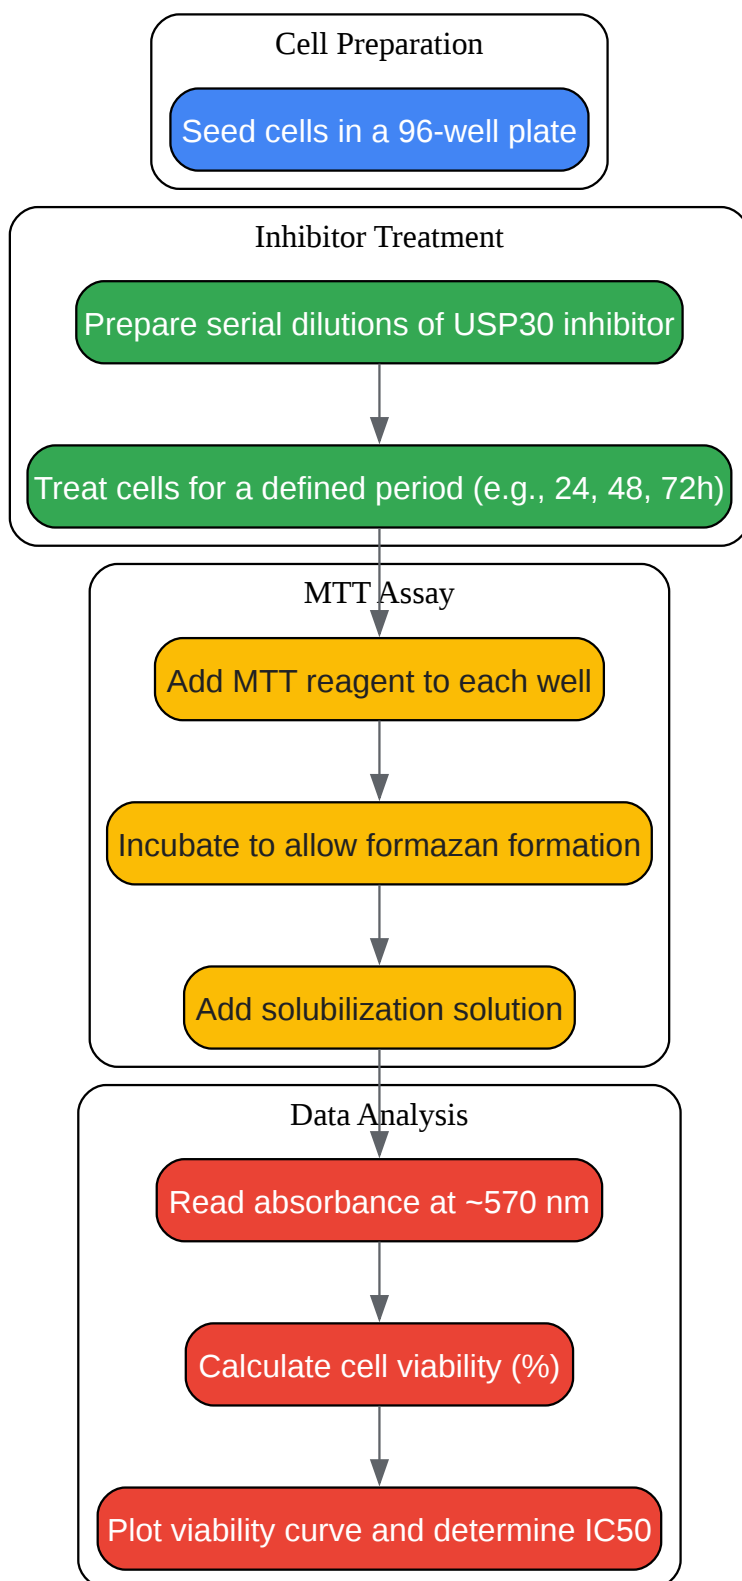 Cell Preparation
Seed cells in a 96-well plate
Inhibitor Treatment
Prepare serial dilutions of USP30 inhibitor
Treat cells for a defined period (e.g., 24, 48, 72h)
MTT Assay
Add MTT reagent to each well
Incubate to allow formazan formation
Add solubilization solution
Data Analysis
Read absorbance at ~570 nm
Calculate cell viability (%)
Plot viability curve and determine IC50